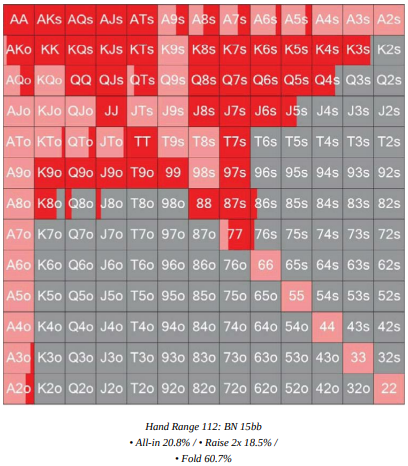 AA AKs AQs AJs ATs A9s A8s A7s A6s A5s A4s A3s A2s
AKo KK KQs KJs KTs K9s K8s K7s K6s K5s K4s K3s K2s
AQo KQo QQ QJs QTs Q9s Q8s Q7s Q6s Q5s Q4s Q3s Q2s
AJo KJo QJo JJ JTs J9s J8s J7s J6s J5s J4s J3s J2s
ATo KTo QTo JTo TT T9s T8s T7s T6s T5s T4s T3s T2s
A9o K9o Q9o J9o T9o 99 98s 97s 96s 95s 94s 93s 92s
A8o K8o Q8o J8o T8o 98o 88 87s 86s 85s 84s 83s 82s
A7o K7o Q7o J7o T7o 97o 87o 77 76s 75s 74s 73s 72s
A6o K6o Q6o J6o T6o 96o 86o 76o 66 65s 64s 63s 62s
A5o K5o Q5o J5o T5o 95o 85o 75o 65o 55 54s 53s 52s
A4o K4o Q4o J4o T4o 94o 84o 74o 64o 54o 44 43s 42s
A3o K3o Q3o J3o T3o 93o 83o 73o 63o 53o 43o 33 32s
A2o K2o Q2o J2o T2o 92o 82o 72o 62o 52o 42o 32o 22
Hand Range 112: BN 15bb
• All-in 20.8% / • Raise 2x 18.5% /
• Fold 60.7%